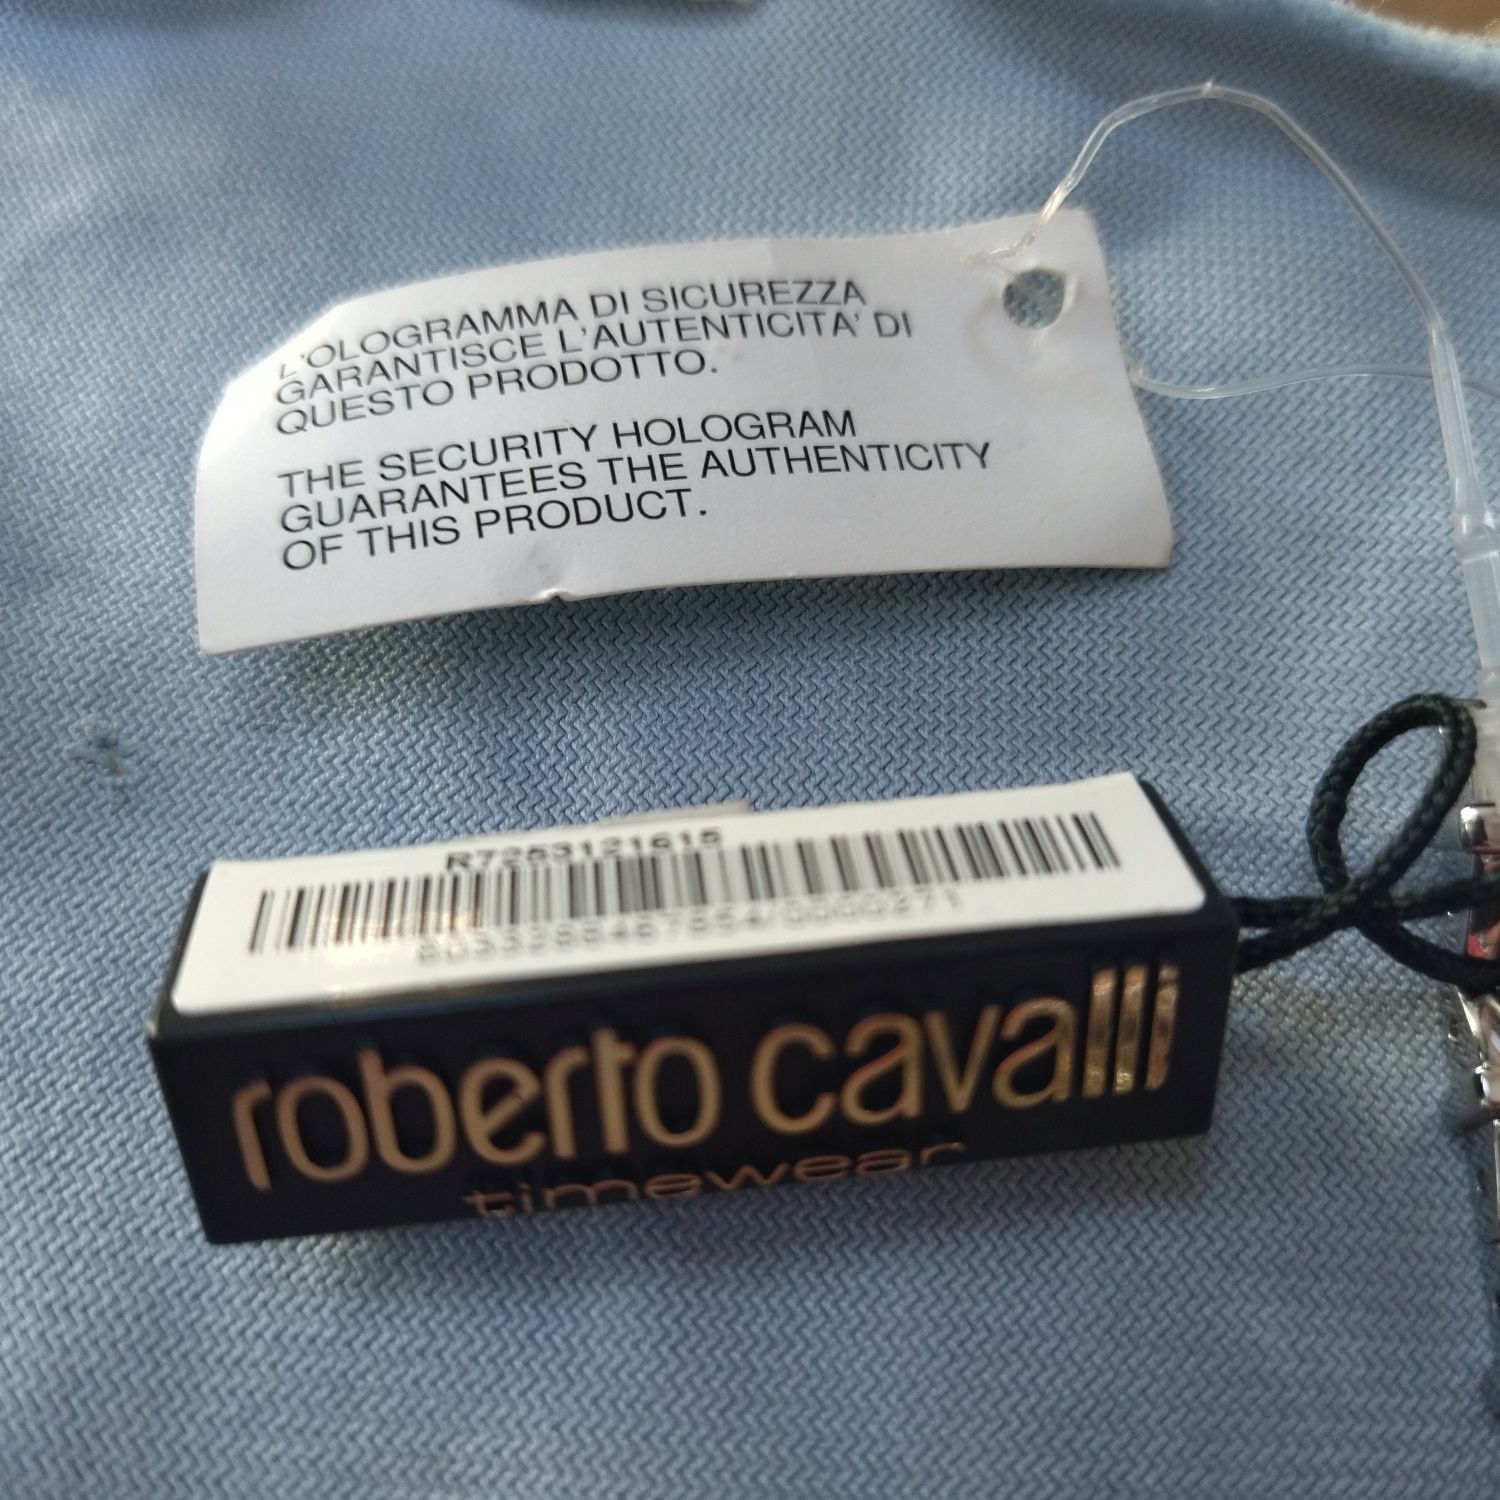 L'OLOGRAMMA DI SICUREZZA
GARANTISCE L'AUTENTICITA' DI
QUESTO PRODOTTO.
THE SECURITY HOLOGRAM
GUARANTEES THE AUTHENTICITY
OF THIS PRODUCT.
R7253121615
roberto cavalli
timewear